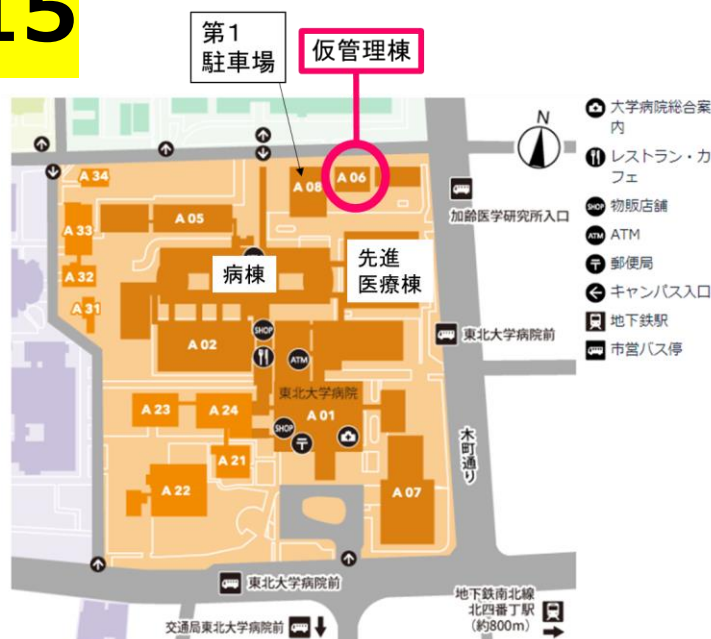 15
第1
駐車場
仮管理棟
N
大学病院総合案
内
レストラン・カ
フェ
SHOP 物販店舗
ATM ATM
郵便局
キャンパス入口
地下鉄駅
市営バス停
A 34
A 08
A 06
加齢医学研究所入口
A 33
A 05
先進
医療棟
病棟
A 32
A 31
A 02
SHOP
ATM
東北大学病院前
東北大学病院
A 23
A 24
A 01
SHOP
木町通り
A 21
A 22
A 07
東北大学病院前
交通局東北大学病院前
地下鉄南北線
北四番丁駅
(約800m)